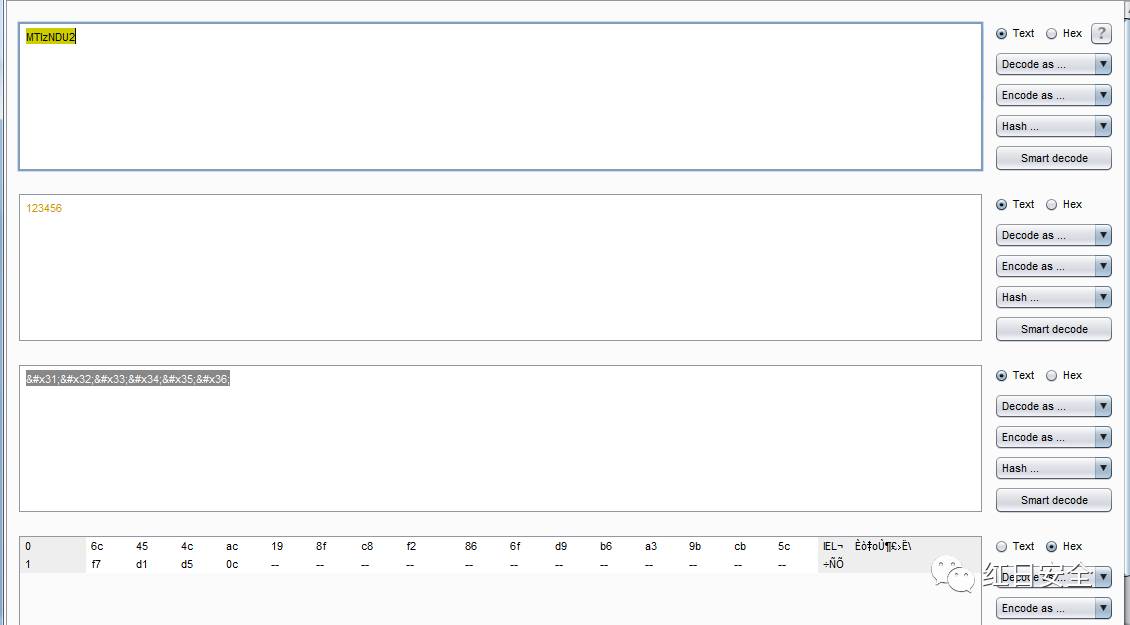 MTIzNDU2
Text Hex ?
Decode as ...
Encode as ...
Hash ...
Smart decode
123456
Text Hex
Decode as ...
Encode as ...
Hash ...
Smart decode
&#x31;&#x32;&#x33;&#x34;&#x35;&#x36;
Text Hex
Decode as ...
Encode as ...
Hash ...
Smart decode
0 6c 45 4c ac 19 8f c8 f2 86 6f d9 b6 a3 9b cb 5c lEL¬ Èò‡oÙ¶£›Ë\
1 f7 d1 d5 0c -- -- -- -- -- -- -- -- -- -- -- -- ÷ÑÕ
Text Hex
Decode as ...
红日安全
Encode as ...